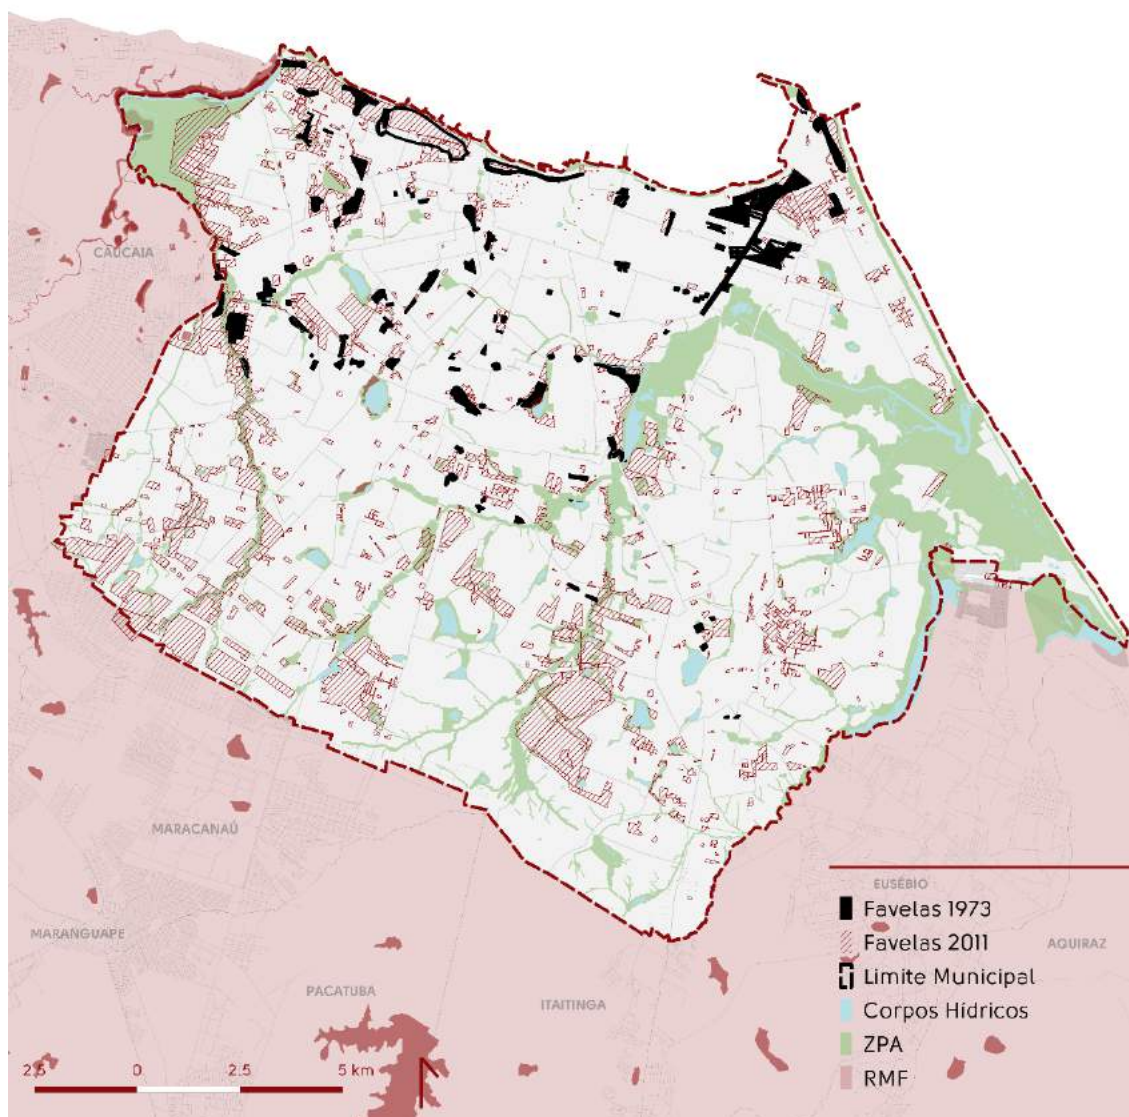 CAUCAIA
MARACANAÚ
MARANGUAPE
PACATUBA
ITAITINGA
EUSÉBIO
AQUIRAZ
Favelas 1973
Favelas 2011
Limite Municipal
Corpos Hídricos
ZPA
RMF
2.5 0 2.5 5 km